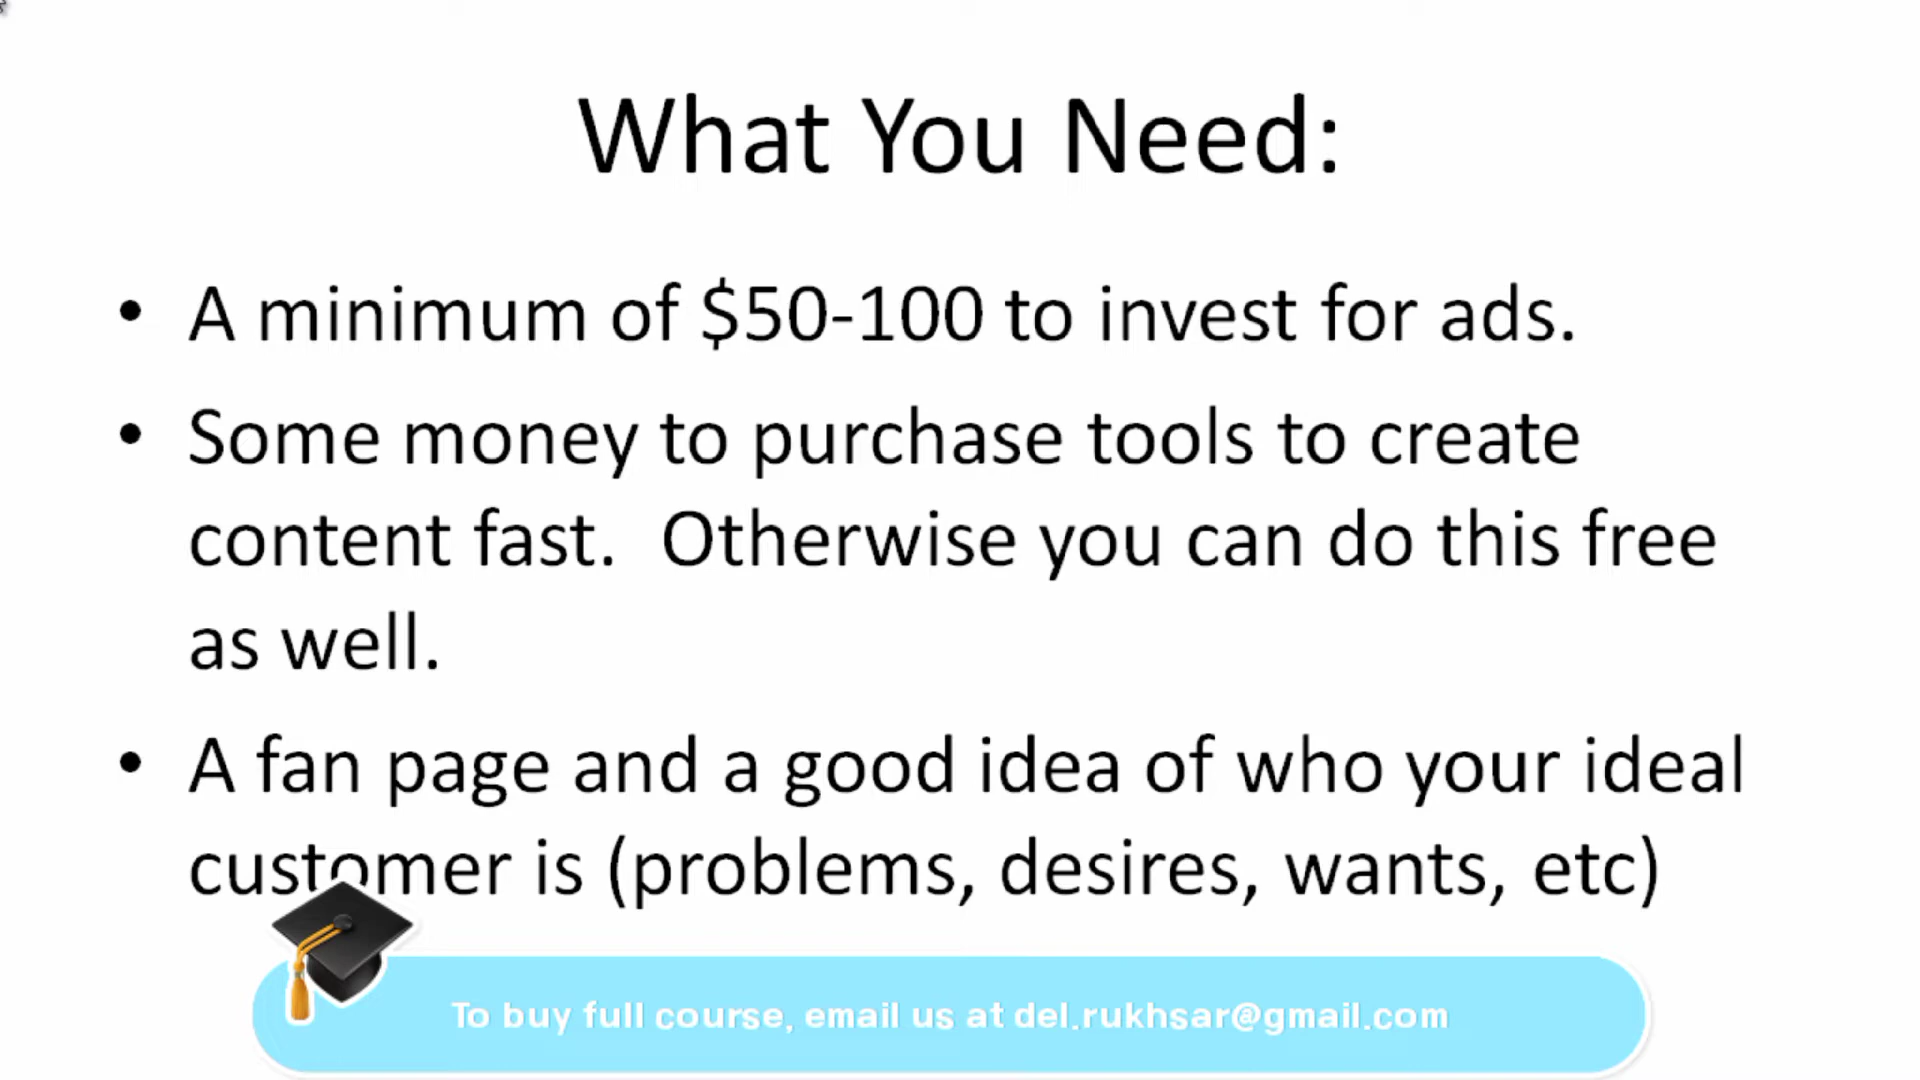 What You Need:
• A minimum of $50-100 to invest for ads.
• Some money to purchase tools to create
content fast.  Otherwise you can do this free
as well.
• A fan page and a good idea of who your ideal
customer is (problems, desires, wants, etc)
To buy full course, email us at del.rukhsar@gmail.com